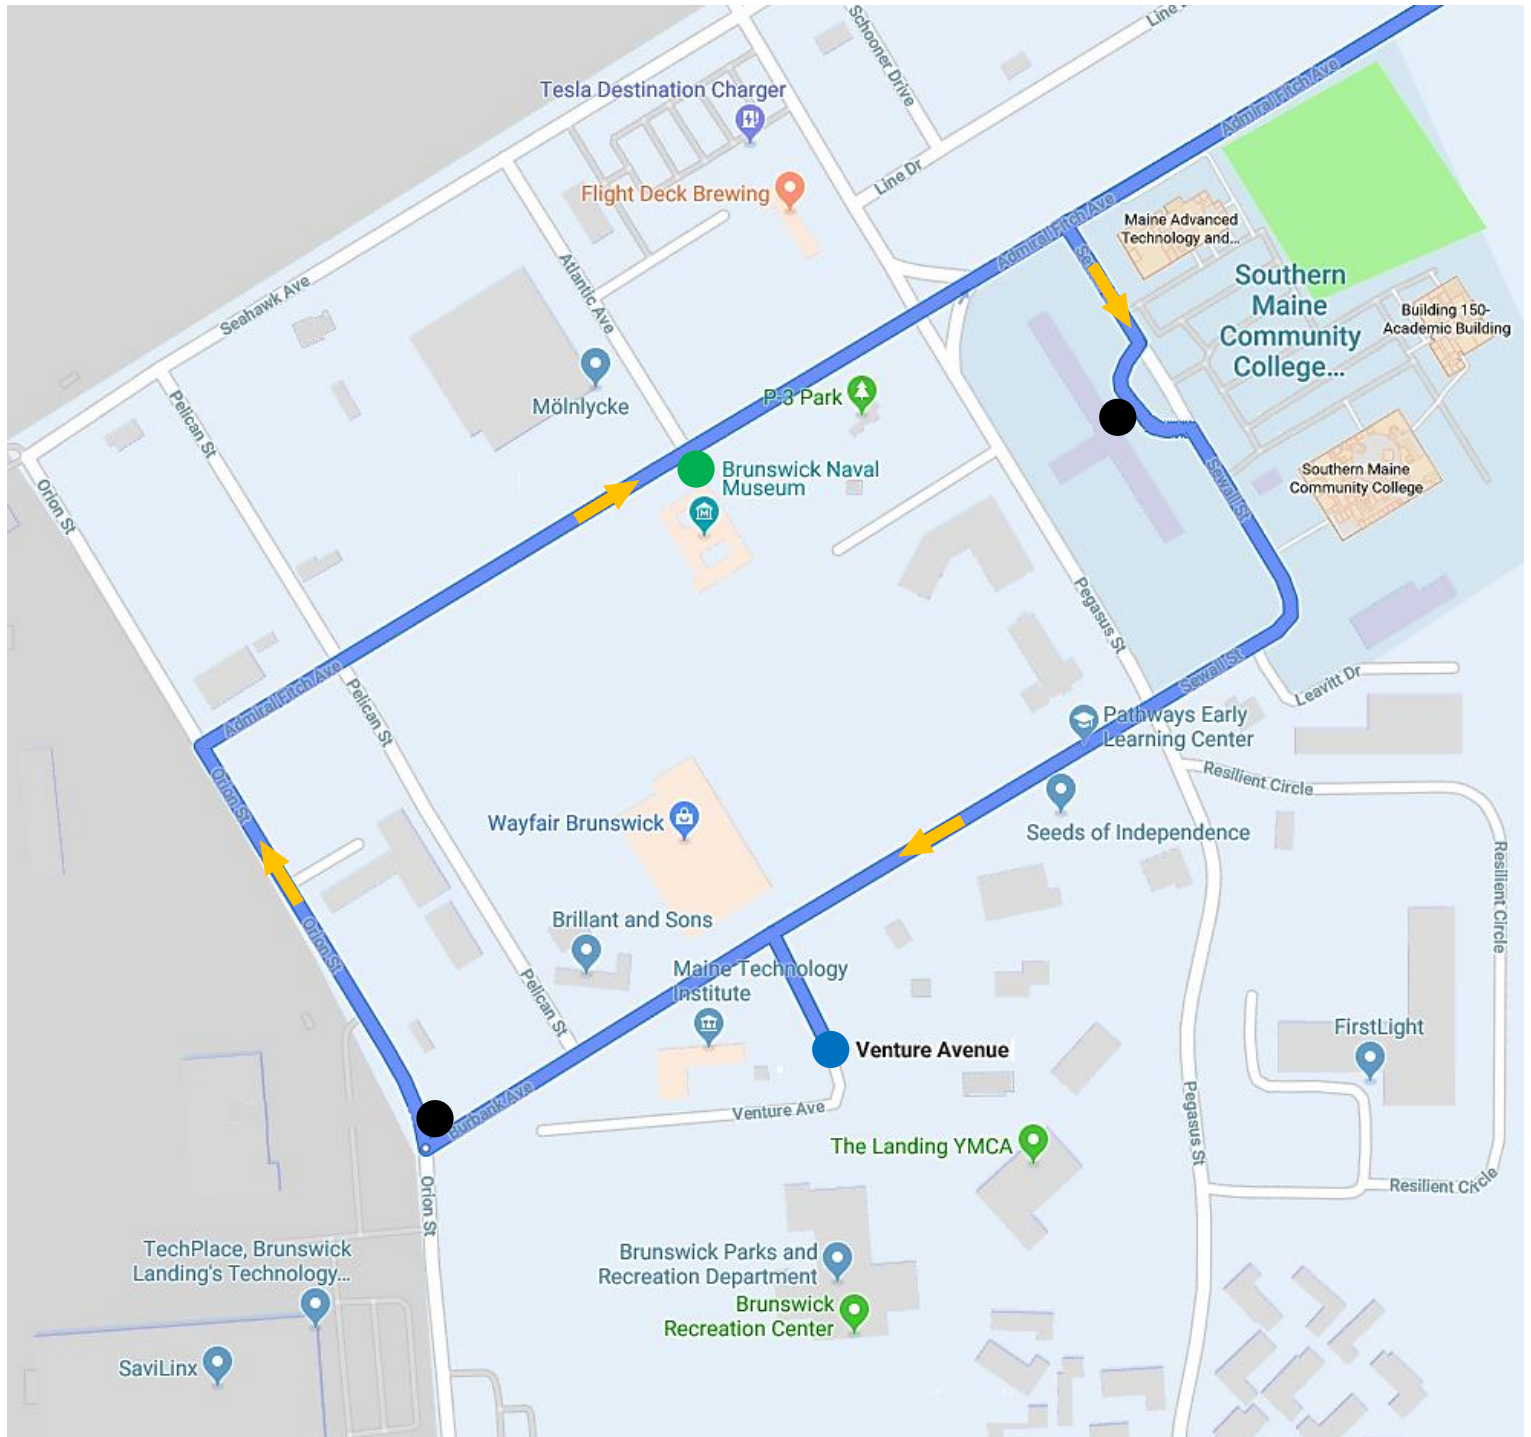 Schooner Drive
Line
Tesla Destination Charger
Admiral Fitch Ave
Flight Deck Brewing
Line Dr
Maine Advanced
Technology and...
Admiral Fitch Ave
Atlantic Ave
Seahawk Ave
Southern
Maine
Community
College...
Building 150-
Academic Building
Mölnlycke
P-3 Park
Pelican St
Brunswick Naval
Museum
Southern Maine
Community College
Sewall St
Orion St
Pegasus St
Admiral Fitch Ave
Pelican St
Sewall St
Leavitt Dr
Pathways Early
Learning Center
Orion St
Resilient Circle
Wayfair Brunswick
Seeds of Independence
Resilient Circle
Brillant and Sons
Orion St
Maine Technology
Institute
Pelican St
FirstLight
Venture Avenue
Burbank Ave
Venture Ave
Pegasus St
The Landing YMCA
Orion St
Resilient Circle
TechPlace, Brunswick
Landing's Technology...
Brunswick Parks and
Recreation Department
Brunswick
Recreation Center
SaviLinx